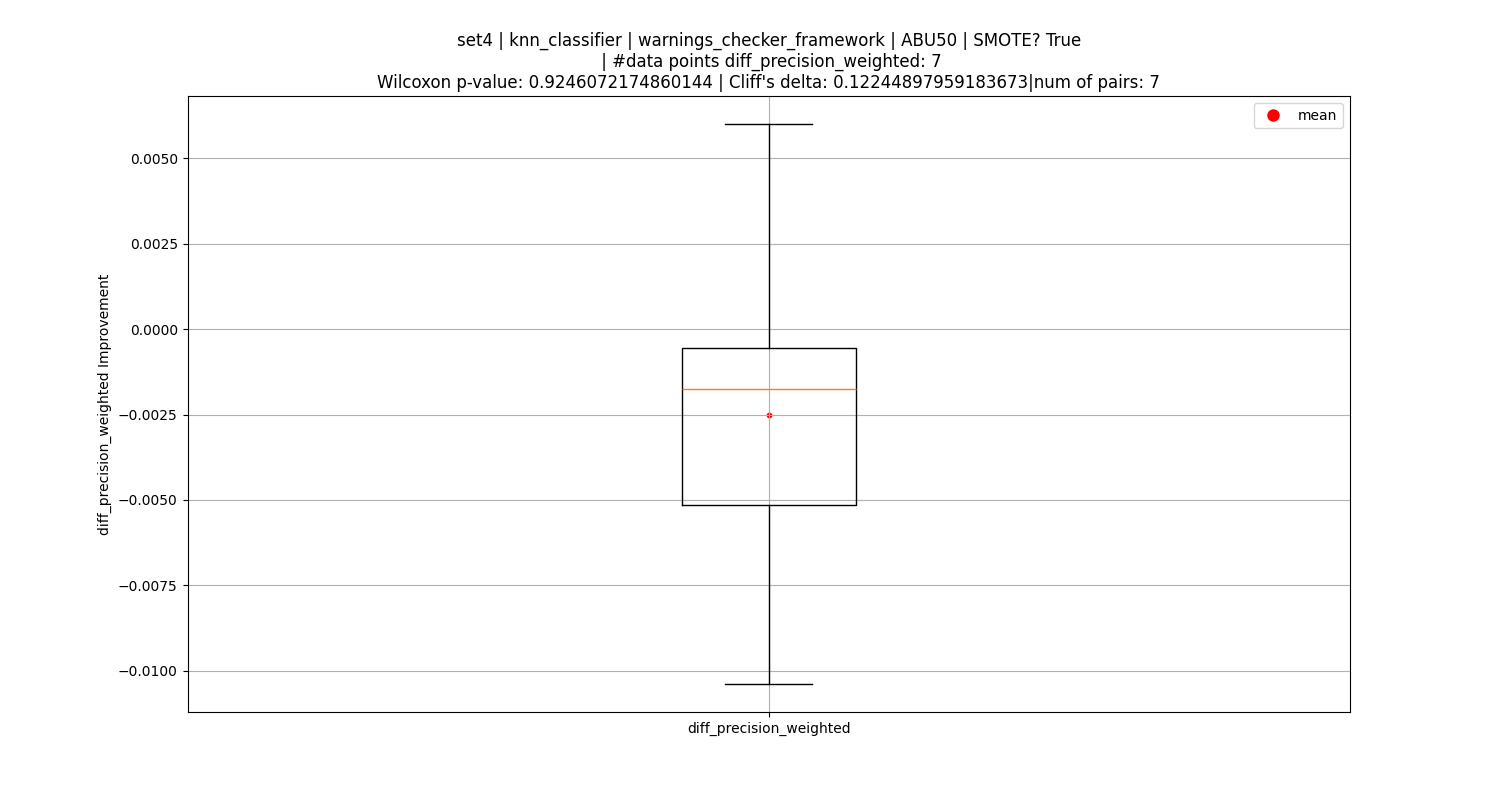 set4 | knn_classifier | warnings_checker_framework | ABU50 | SMOTE? True
| #data points diff_precision_weighted: 7
Wilcoxon p-value: 0.9246072174860144 | Cliff's delta: 0.12244897959183673|num of pairs: 7
mean
0.0050
0.0025
0.0000
−0.0025
−0.0050
−0.0075
−0.0100
diff_precision_weighted Improvement
diff_precision_weighted